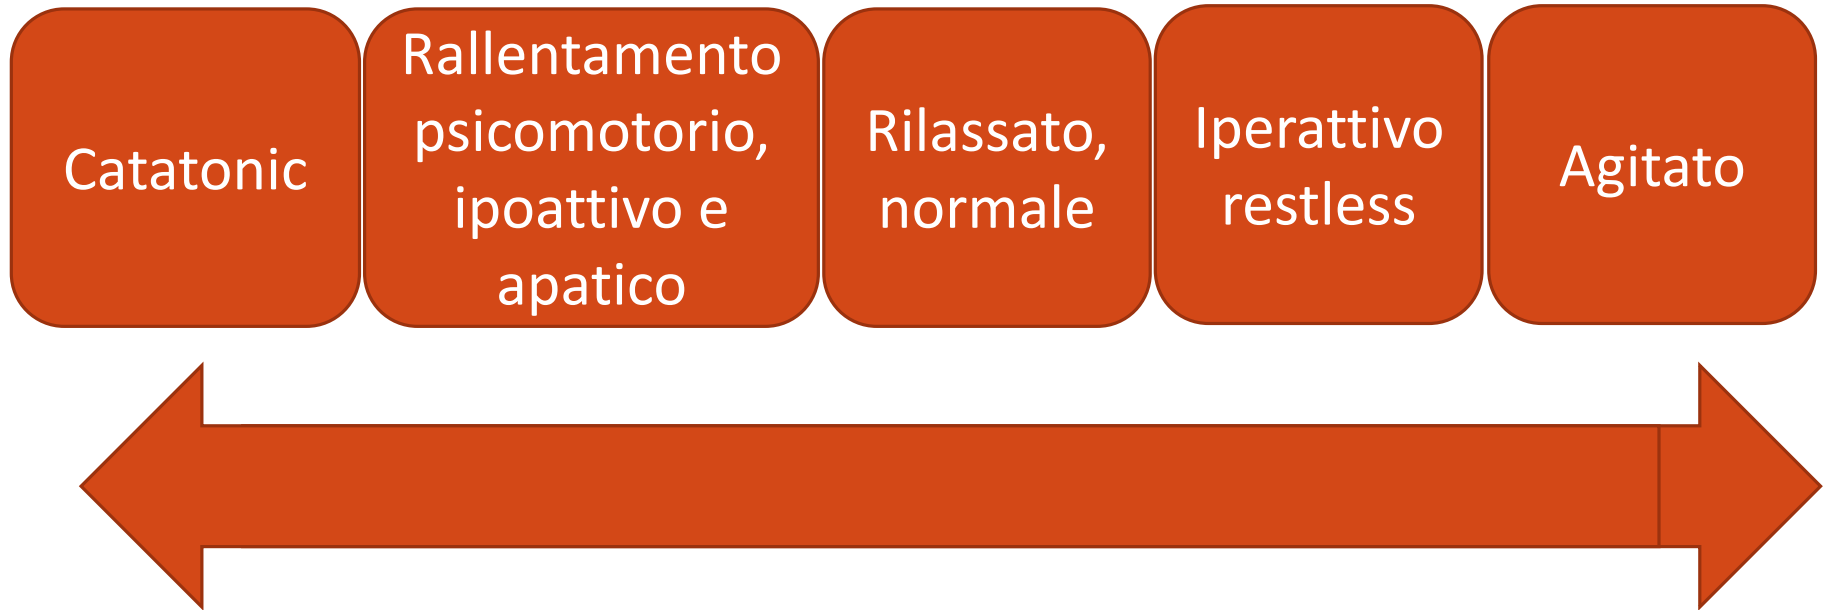 Catatonic
Rallentamento
psicomotorio,
ipoattivo e
apatico
Rilassato,
normale
Iperattivo
restless
Agitato